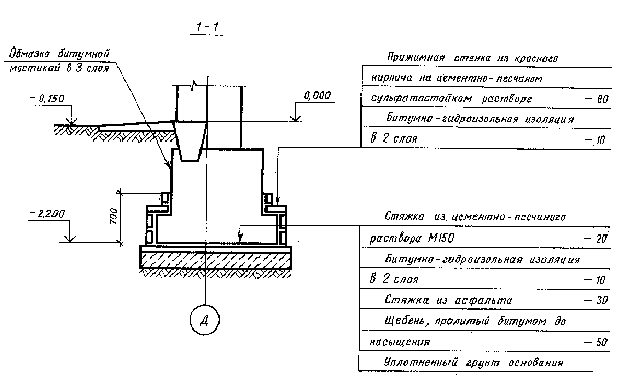 1-1
Обмазка битумной
мастикой в 3 слоя
-0,150
0,000
-2,200
700
Д
Прижимная стенка из красного
кирпича на цементно-песчаном
сульфатостойком растворе - 80
Битумно-гидроизольная изоляция
в 2 слоя - 10
Стяжка из цементно-песчаного
раствора М150 - 20
Битумно-гидроизольная изоляция
в 2 слоя - 10
Стяжка из асфальта - 30
Щебень, пролитый битумом до
насыщения - 50
Уплотненный грунт основания